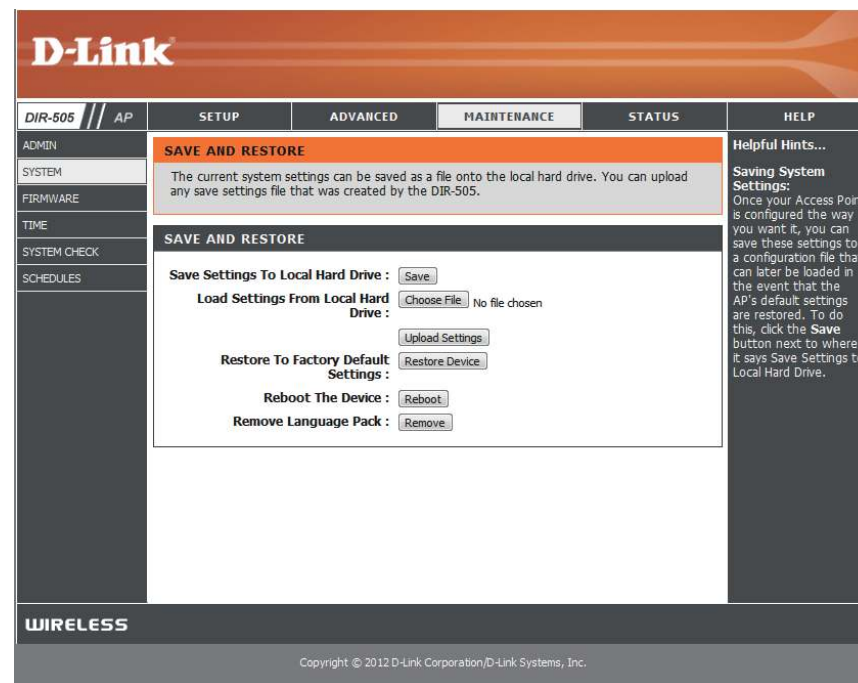 D-Link
DIR-505 // AP
SETUP
ADVANCED
MAINTENANCE
STATUS
HELP
ADMIN
SYSTEM
FIRMWARE
TIME
SYSTEM CHECK
SCHEDULES
SAVE AND RESTORE
The current system settings can be saved as a file onto the local hard drive. You can upload
any save settings file that was created by the DIR-505.
SAVE AND RESTORE
Save Settings To Local Hard Drive : Save
Load Settings From Local Hard
Drive :
Choose File No file chosen
Upload Settings
Restore To Factory Default
Settings :
Restore Device
Reboot The Device : Reboot
Remove Language Pack : Remove
Helpful Hints...
Saving System
Settings:
Once your Access Poin
is configured the way
you want it, you can
save these settings to
a configuration file tha
can later be loaded in
the event that the
AP's default settings
are restored. To do
this, click the Save
button next to where
it says Save Settings t
Local Hard Drive.
WIRELESS
Copyright © 2012 D-Link Corporation/D-Link Systems, Inc.